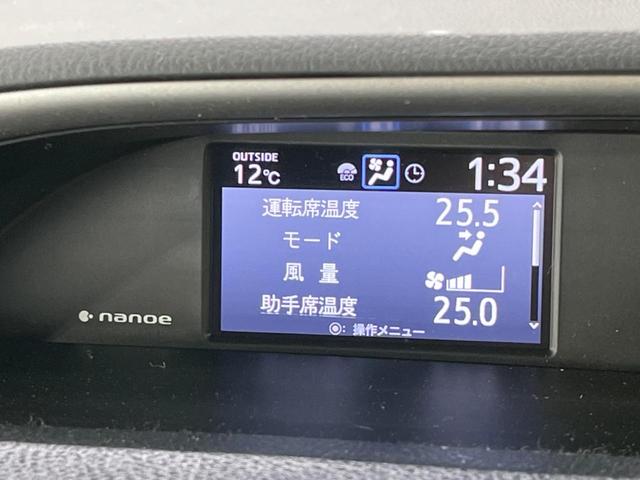 OUTSIDE
12℃ ECO 1:34
運転席温度 25.5
モード
風 量
助手席温度 25.0
◉: 操作メニュー
nanoe